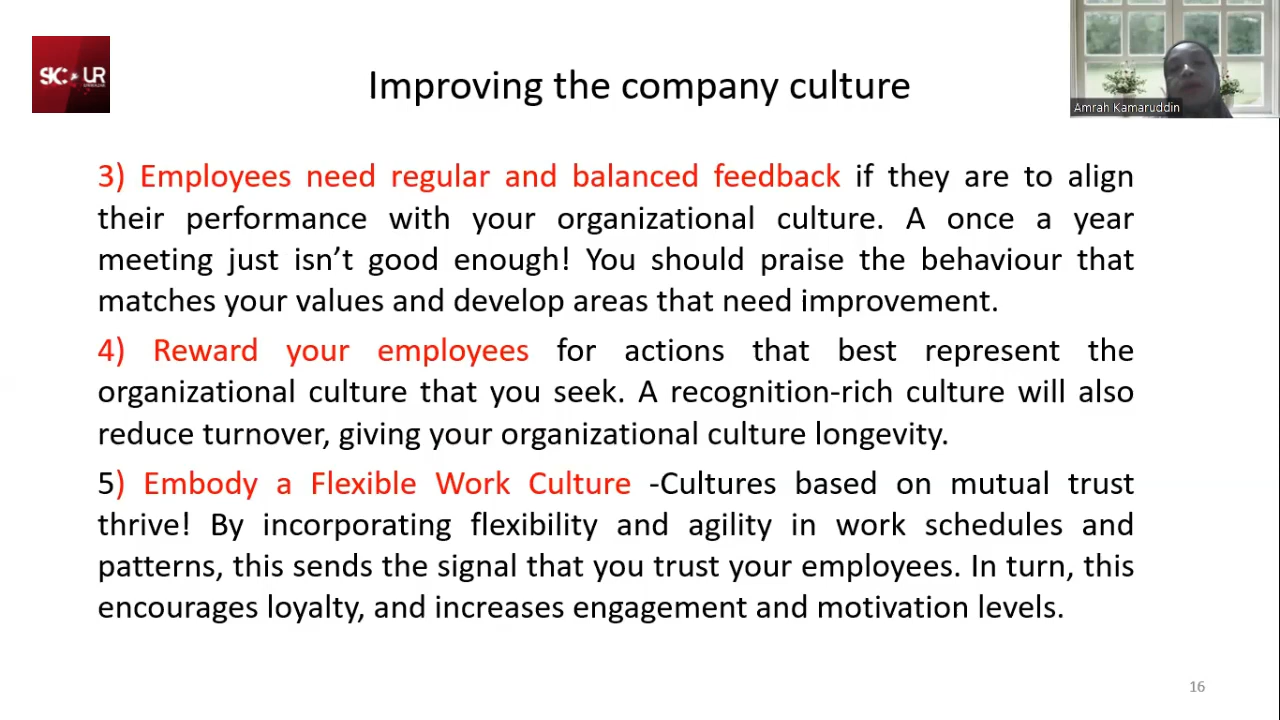 SK UR
Improving the company culture
Amrah Kamaruddin
3) Employees need regular and balanced feedback if they are to align
their performance with your organizational culture. A once a year
meeting just isn’t good enough! You should praise the behaviour that
matches your values and develop areas that need improvement.
4) Reward your employees for actions that best represent the
organizational culture that you seek. A recognition-rich culture will also
reduce turnover, giving your organizational culture longevity.
5) Embody a Flexible Work Culture -Cultures based on mutual trust
thrive! By incorporating flexibility and agility in work schedules and
patterns, this sends the signal that you trust your employees. In turn, this
encourages loyalty, and increases engagement and motivation levels.
16